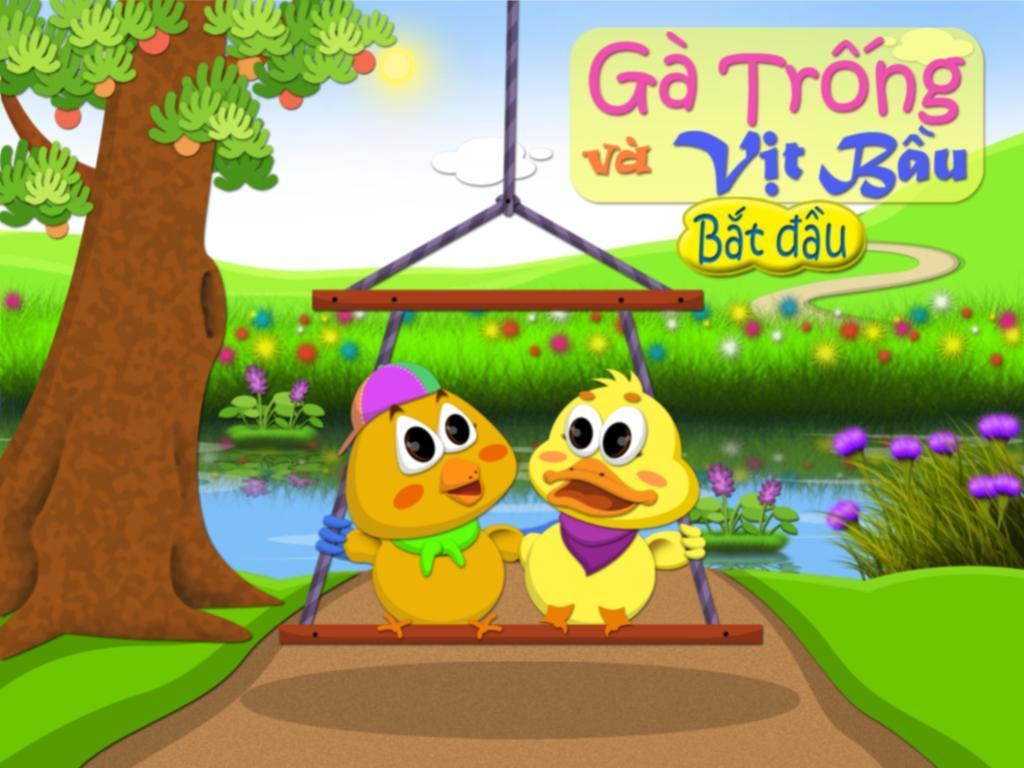 Gà Trống
và Vịt Bầu
Bắt đầu